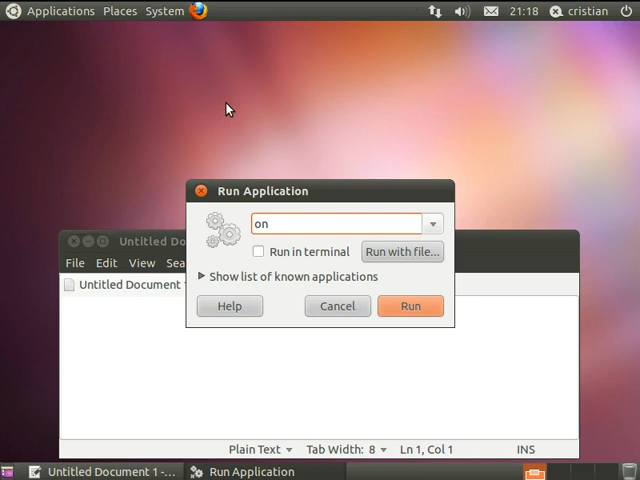 Applications Places System 21:18 cristian
Run Application
on
Run in terminal Run with file...
Show list of known applications
Help Cancel Run
Untitled Do
File Edit View Sea
Untitled Document
Plain Text Tab Width: 8 Ln 1, Col 1 INS
Untitled Document 1 -... Run Application